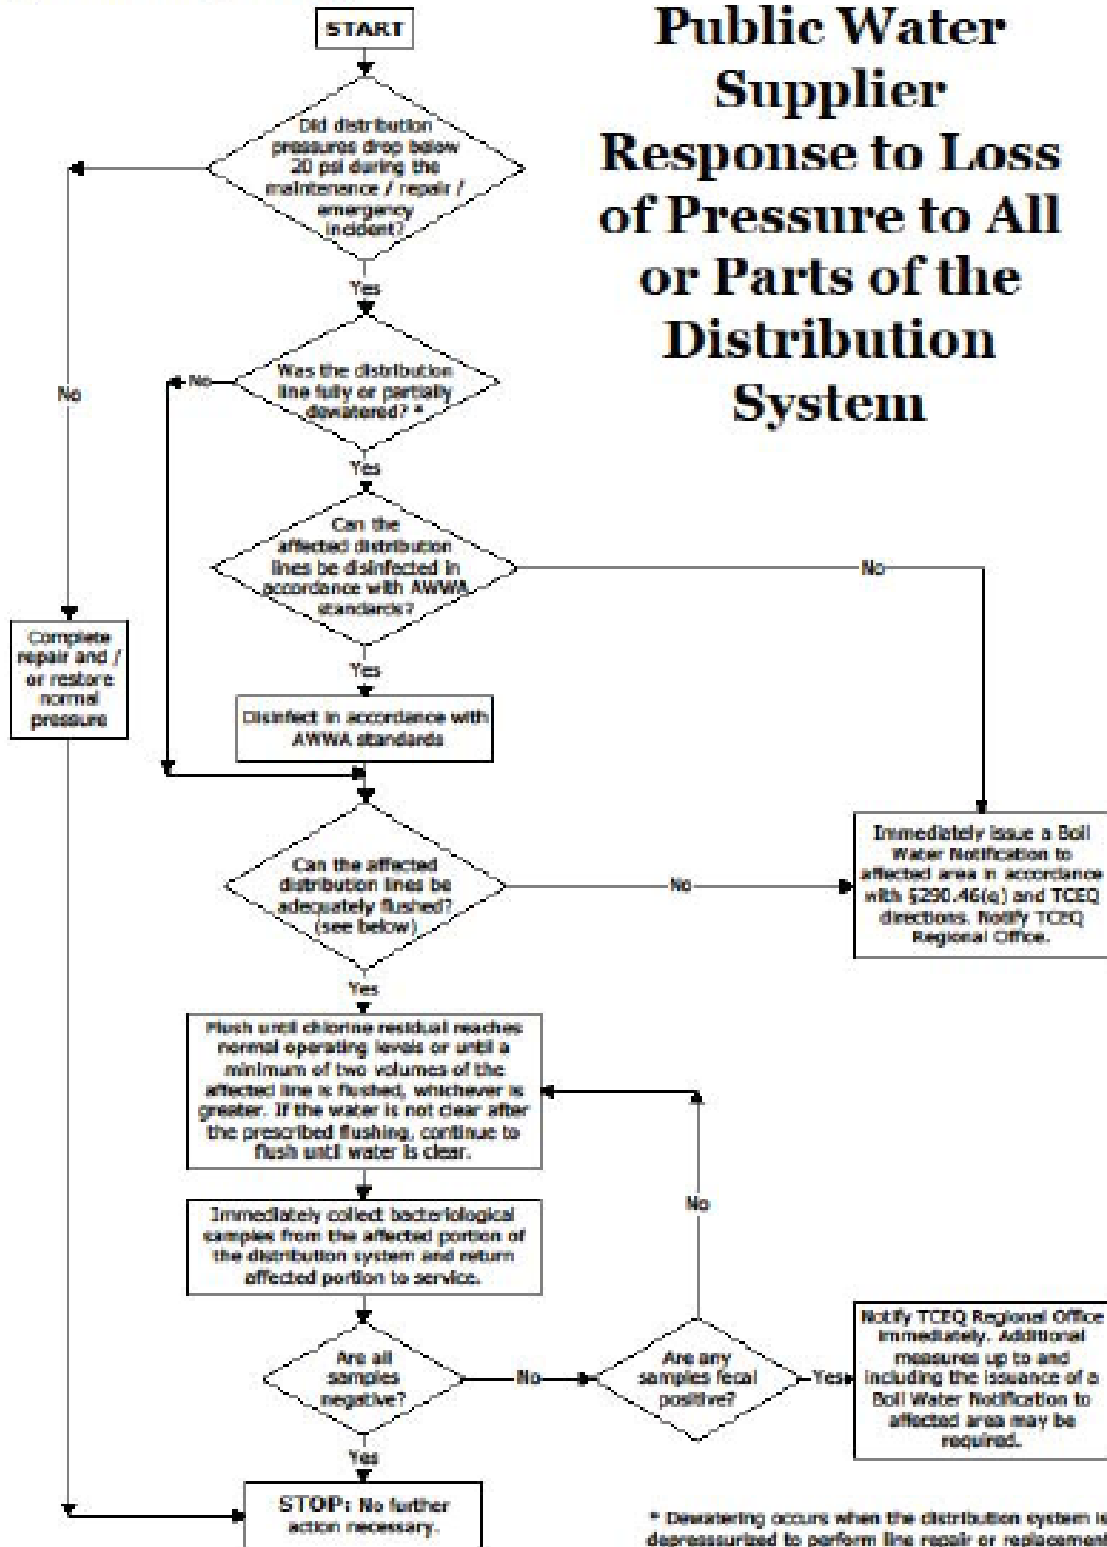 START
Public Water
Supplier
Response to Loss
of Pressure to All
or Parts of the
Distribution
System
Did distribution
pressures drop below
20 psi during the
maintenance / repair /
emergency
incident?
Yes
No
Was the distribution
line fully or partially
dewatered? *
No
Yes
Can the
affected distribution
lines be disinfected in
accordance with AWWA
standards?
No
Yes
Complete
repair and /
or restore
normal
pressure
Disinfect in accordance with
AWWA standards
Can the affected
distribution lines be
adequately flushed?
(see below)
No
Immediately issue a Boil
Water Notification to
affected area in accordance
with §290.46(q) and TCEQ
directions. Notify TCEQ
Regional Office.
Yes
Flush until chlorine residual reaches
normal operating levels or until a
minimum of two volumes of the
affected line is flushed, whichever is
greater. If the water is not clear after
the prescribed flushing, continue to
flush until water is clear.
No
Immediately collect bacteriological
samples from the affected portion of
the distribution system and return
affected portion to service.
Are all
samples
negative?
No
Are any
samples fecal
positive?
Yes
Notify TCEQ Regional Office
immediately. Additional
measures up to and
including the issuance of a
Boil Water Notification to
affected area may be
required.
Yes
STOP: No further
action necessary.
* Dewatering occurs when the distribution system is
depressurized to perform line repair or replacement